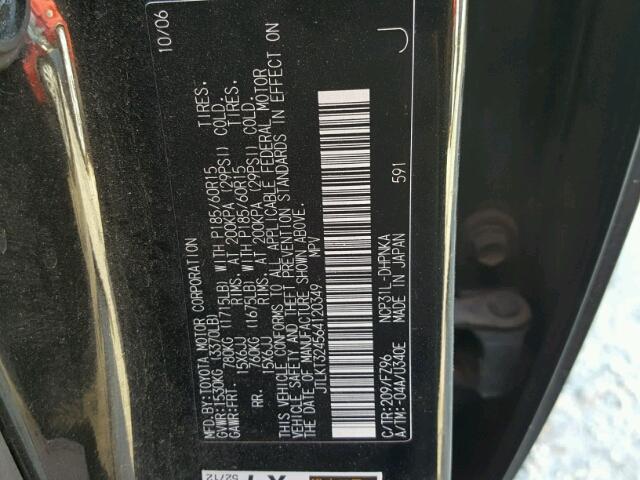 MFD.BY:TOYOTA MOTOR CORPORATION 10/06
GVWR:1530KG (3370LB)
GAWR:FRT. 780KG (1715LB) WITH P185/60R15 TIRES.
15X6JJ RIMS, AT 200KPA (29PSI) COLD.
RR. 760KG (1675LB) WITH P185/60R15 TIRES.
15X6JJ RIMS, AT 200KPA (29PSI) COLD.
THIS VEHICLE CONFORMS TO ALL APPLICABLE FEDERAL MOTOR
VEHICLE SAFETY AND THEFT PREVENTION STANDARDS IN EFFECT ON
THE DATE OF MANUFACTURE SHOWN ABOVE.
JTLKT324564120349 MPV
J
C/TR:209/FZ96 NCP31L-DHPNKA 591
A/TM:-04A/U340E MADE IN JAPAN
52/12